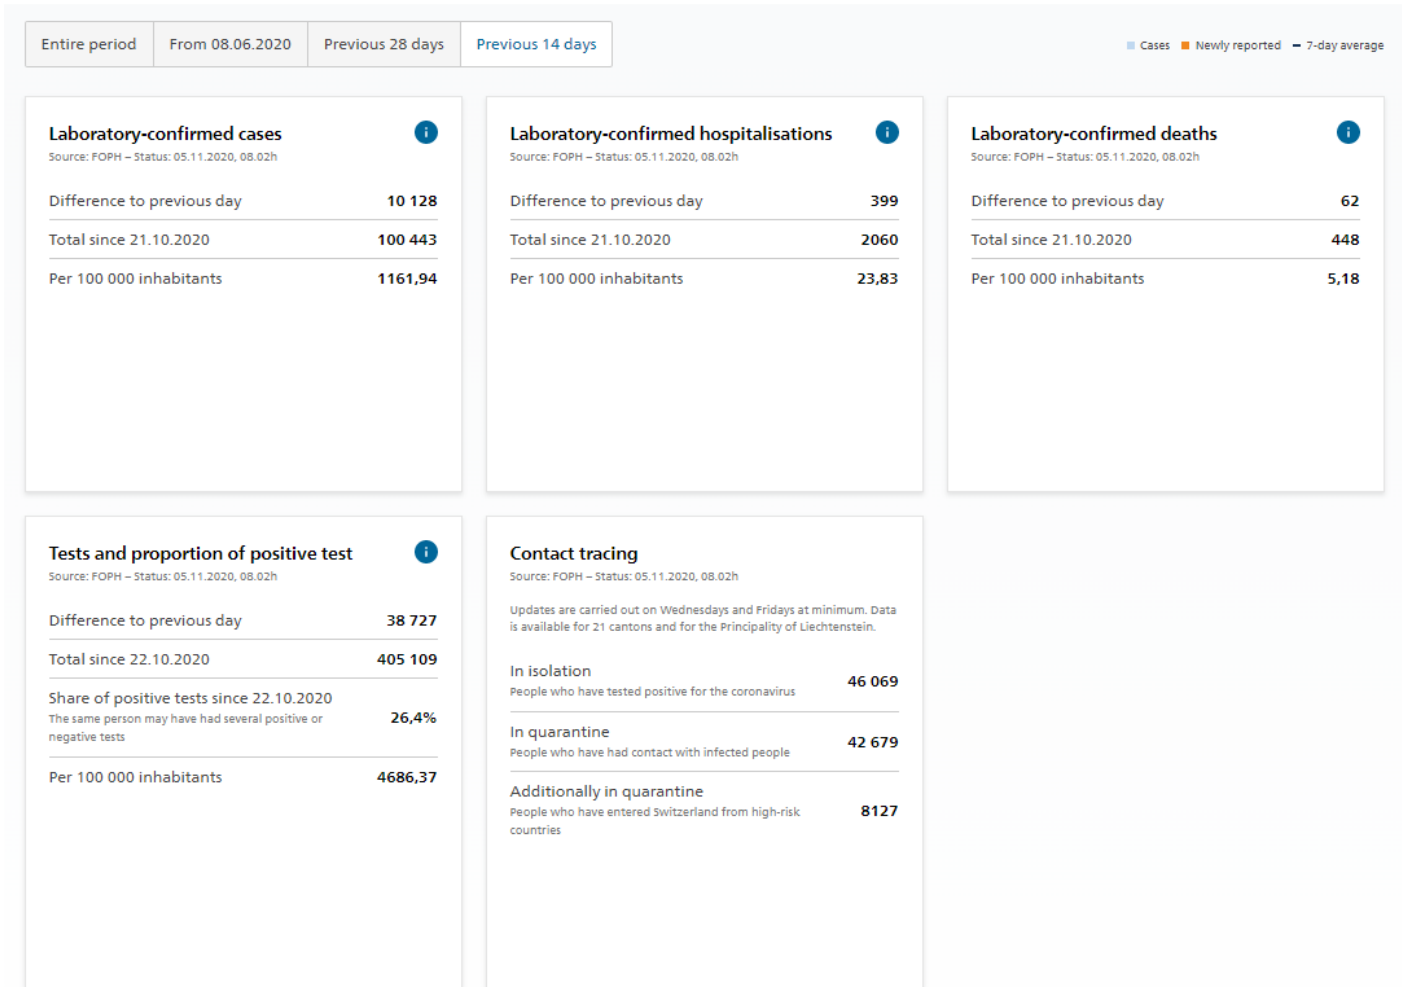 Entire period
From 08.06.2020
Previous 28 days
Previous 14 days
Cases
Newly reported
7-day average
Laboratory-confirmed cases
Source: FOPH – Status: 05.11.2020, 08.02h
Difference to previous day 10 128
Total since 21.10.2020 100 443
Per 100 000 inhabitants 1161,94
Laboratory-confirmed hospitalisations
Source: FOPH – Status: 05.11.2020, 08.02h
Difference to previous day 399
Total since 21.10.2020 2060
Per 100 000 inhabitants 23,83
Laboratory-confirmed deaths
Source: FOPH – Status: 05.11.2020, 08.02h
Difference to previous day 62
Total since 21.10.2020 448
Per 100 000 inhabitants 5,18
Tests and proportion of positive test
Source: FOPH – Status: 05.11.2020, 08.02h
Difference to previous day 38 727
Total since 22.10.2020 405 109
Share of positive tests since 22.10.2020
The same person may have had several positive or 26,4%
negative tests
Per 100 000 inhabitants 4686,37
Contact tracing
Source: FOPH – Status: 05.11.2020, 08.02h
Updates are carried out on Wednesdays and Fridays at minimum. Data
is available for 21 cantons and for the Principality of Liechtenstein.
In isolation 46 069
People who have tested positive for the coronavirus
In quarantine 42 679
People who have had contact with infected people
Additionally in quarantine
People who have entered Switzerland from high-risk 8127
countries